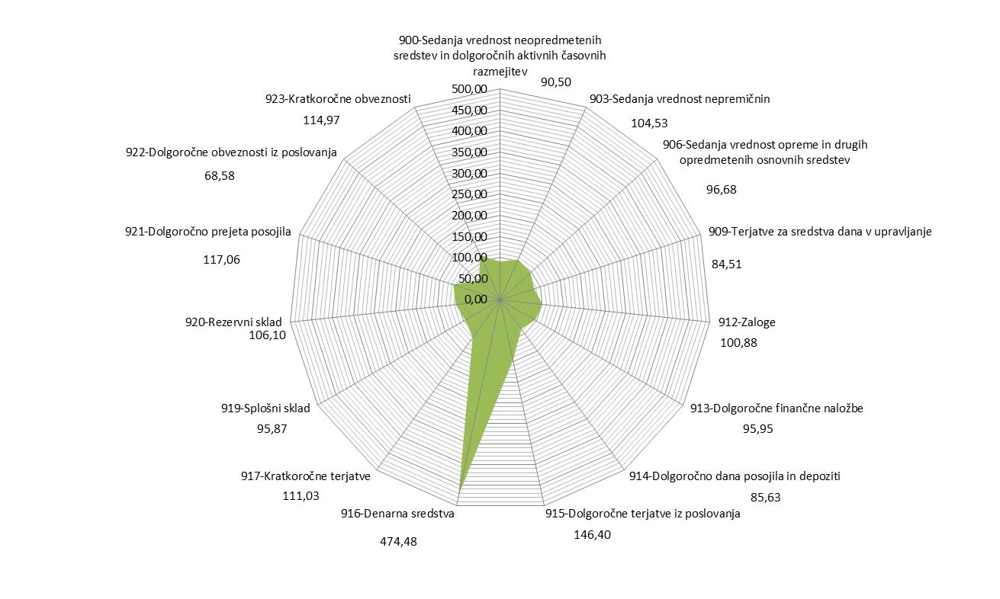 900-Sedanja vrednost neopredmetenih
sredstev in dolgoročnih aktivnih časovnih
razmejitev
90,50
903-Sedanja vrednost nepremičnin
104,53
906-Sedanja vrednost opreme in drugih
opredmetenih osnovnih sredstev
96,68
909-Terjatve za sredstva dana v upravljanje
84,51
912-Zaloge
100,88
913-Dolgoročne finančne naložbe
95,95
914-Dolgoročno dana posojila in depoziti
85,63
915-Dolgoročne terjatve iz poslovanja
146,40
916-Denarna sredstva
474,48
917-Kratkoročne terjatve
111,03
919-Splošni sklad
95,87
920-Rezervni sklad
106,10
921-Dolgoročno prejeta posojila
117,06
922-Dolgoročne obveznosti iz poslovanja
68,58
923-Kratkoročne obveznosti
114,97
500,00
450,00
400,00
350,00
300,00
250,00
200,00
150,00
100,00
50,00
0,00